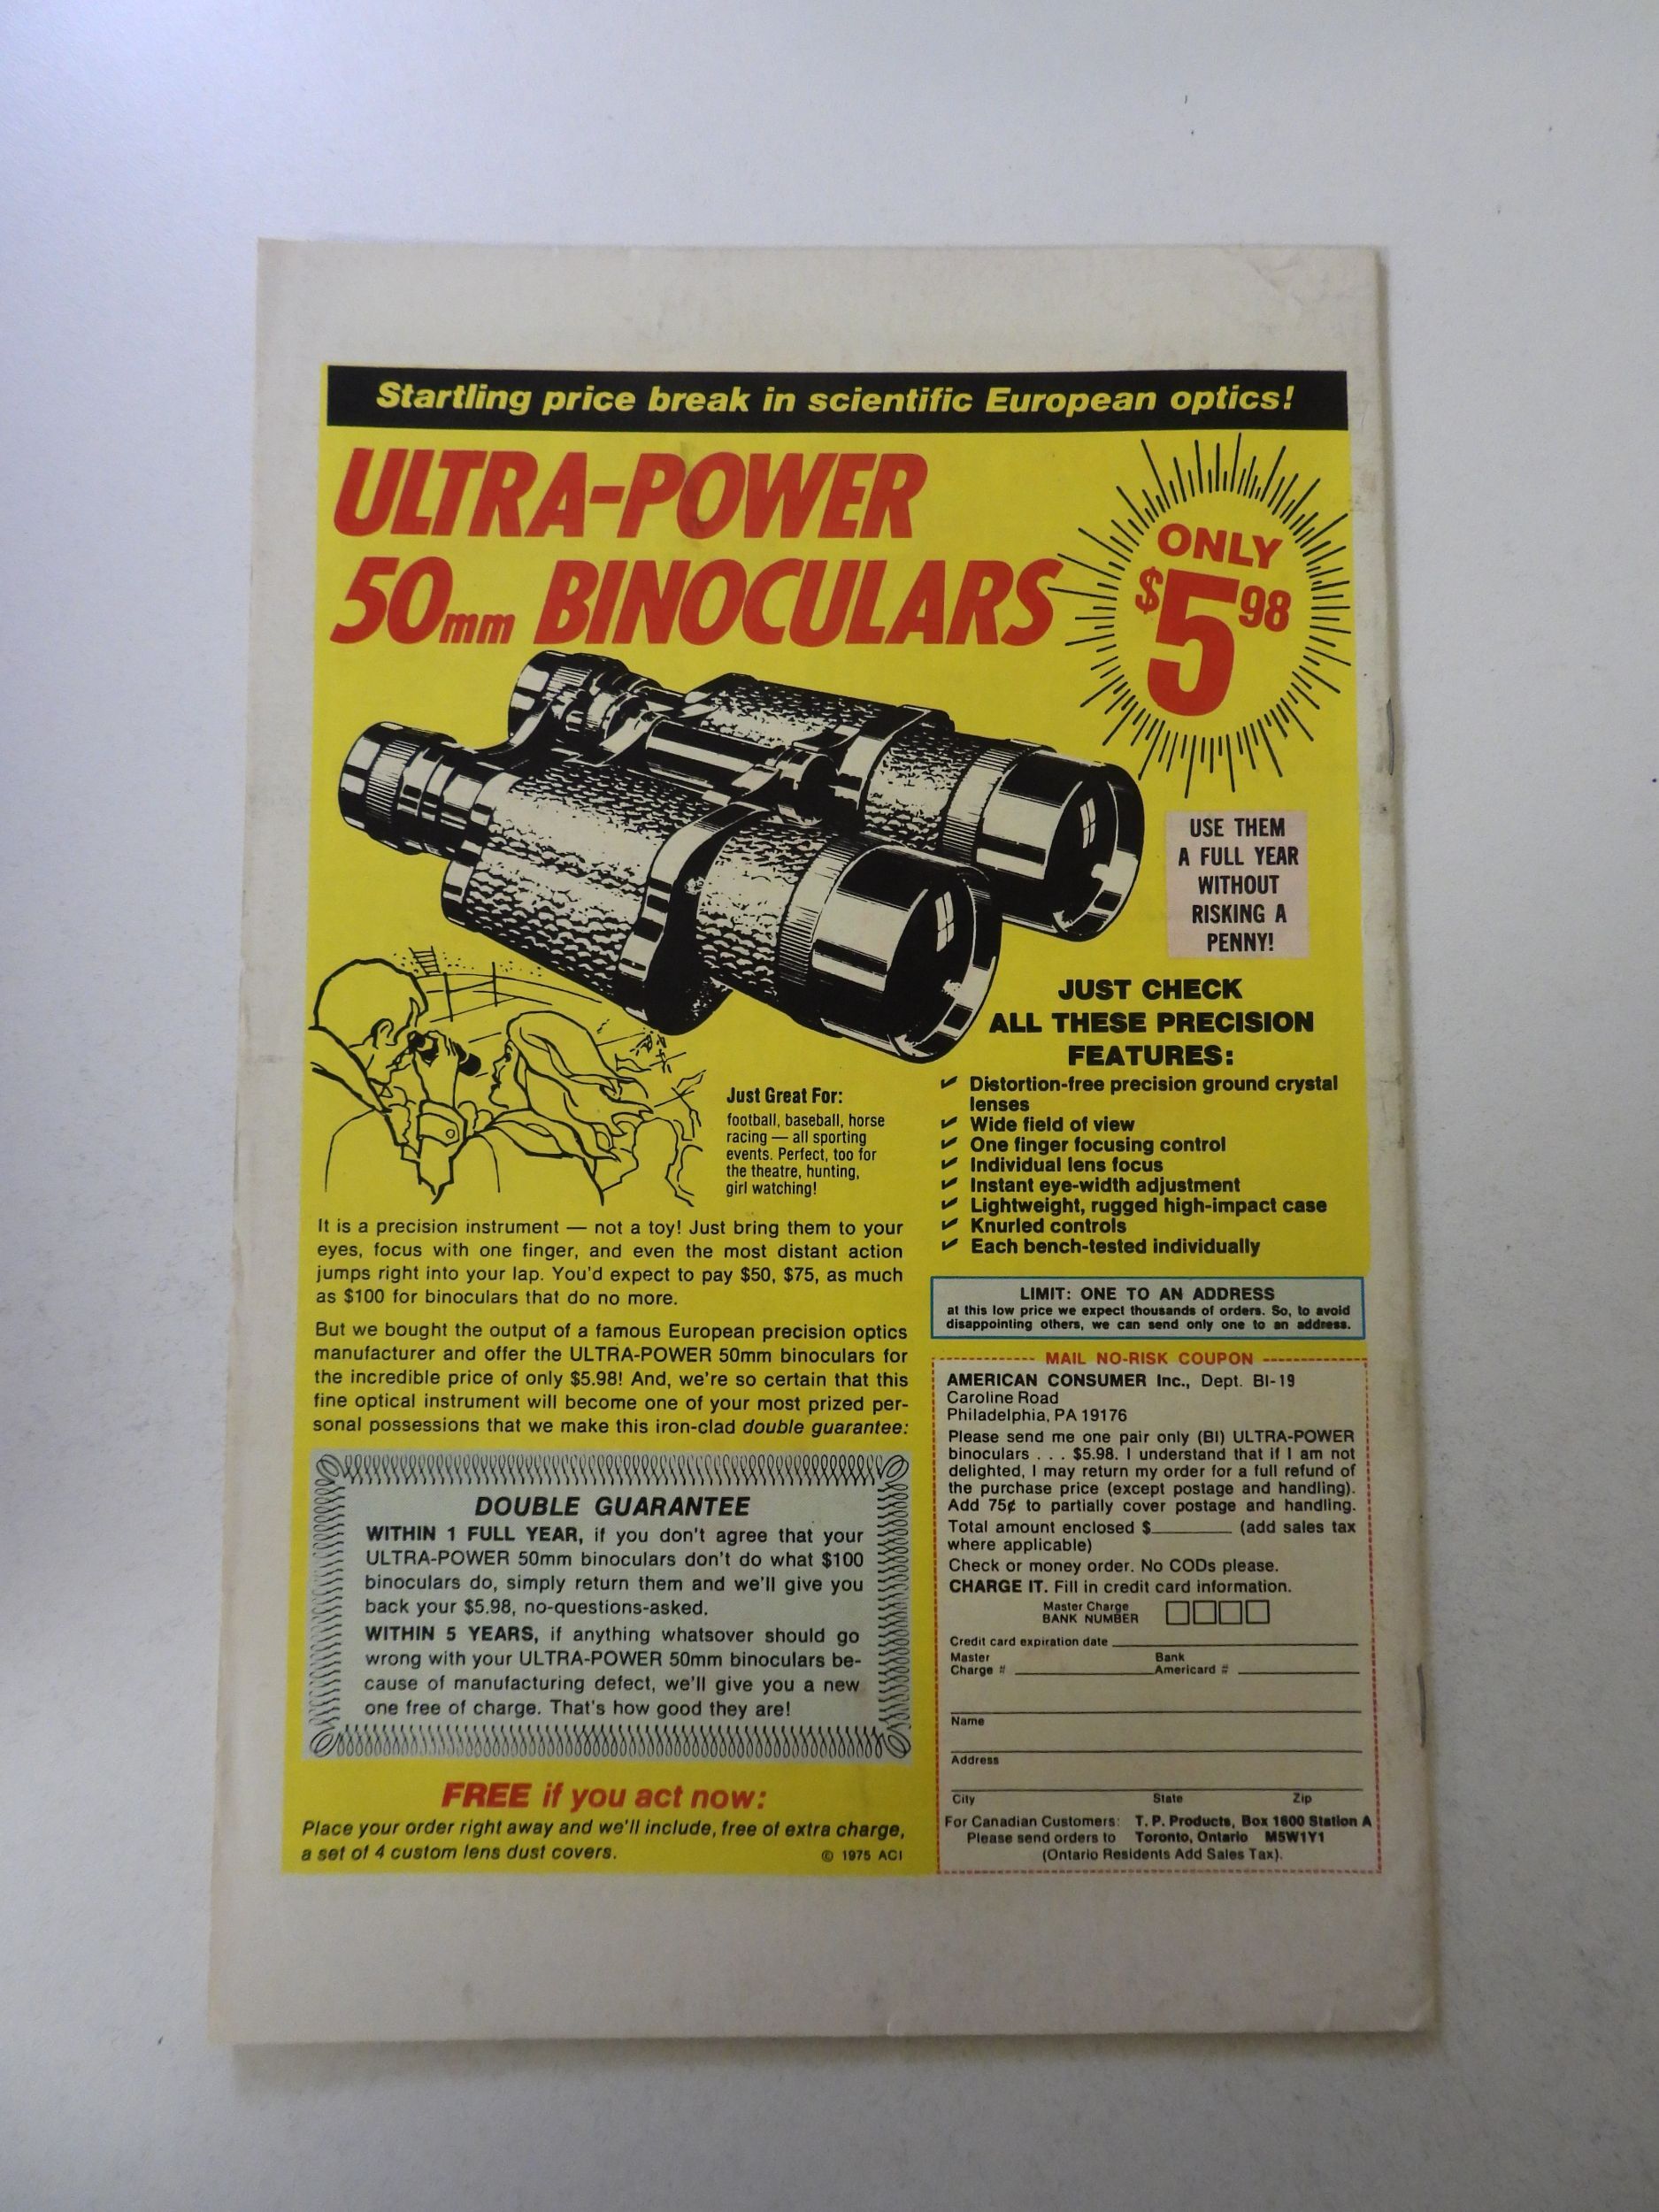 Startling price break in scientific European optics!
ULTRA-POWER
50mm BINOCULARS
ONLY
$5 98
USE THEM
A FULL YEAR
WITHOUT
RISKING A
PENNY!
JUST CHECK
ALL THESE PRECISION
FEATURES:
✔ Distortion-free precision ground crystal
lenses
✔ Wide field of view
✔ One finger focusing control
✔ Individual lens focus
✔ Instant eye-width adjustment
✔ Lightweight, rugged high-impact case
✔ Knurled controls
✔ Each bench-tested individually
Just Great For:
football, baseball, horse
racing — all sporting
events. Perfect, too for
the theatre, hunting,
girl watching!
It is a precision instrument — not a toy! Just bring them to your
eyes, focus with one finger, and even the most distant action
jumps right into your lap. You'd expect to pay $50, $75, as much
as $100 for binoculars that do no more.
But we bought the output of a famous European precision optics
manufacturer and offer the ULTRA-POWER 50mm binoculars for
the incredible price of only $5.98! And, we're so certain that this
fine optical instrument will become one of your most prized per-
sonal possessions that we make this iron-clad double guarantee:
DOUBLE GUARANTEE
WITHIN 1 FULL YEAR, if you don't agree that your
ULTRA-POWER 50mm binoculars don't do what $100
binoculars do, simply return them and we'll give you
back your $5.98, no-questions-asked.
WITHIN 5 YEARS, if anything whatsover should go
wrong with your ULTRA-POWER 50mm binoculars be-
cause of manufacturing defect, we'll give you a new
one free of charge. That's how good they are!
FREE if you act now:
Place your order right away and we'll include, free of extra charge,
a set of 4 custom lens dust covers.
© 1975 ACI
LIMIT: ONE TO AN ADDRESS
at this low price we expect thousands of orders. So, to avoid
disappointing others, we can send only one to an address.
MAIL NO-RISK COUPON
AMERICAN CONSUMER Inc., Dept. BI-19
Caroline Road
Philadelphia, PA 19176
Please send me one pair only (BI) ULTRA-POWER
binoculars . . . $5.98. I understand that if I am not
delighted, I may return my order for a full refund of
the purchase price (except postage and handling).
Add 75¢ to partially cover postage and handling.
Total amount enclosed $________ (add sales tax
where applicable)
Check or money order. No CODs please.
CHARGE IT. Fill in credit card information.
Master Charge
BANK NUMBER
Credit card expiration date
Master Charge # Bank Americard #
Name
Address
City State Zip
For Canadian Customers: T. P. Products, Box 1600 Station A
Please send orders to Toronto, Ontario M5W1Y1
(Ontario Residents Add Sales Tax).